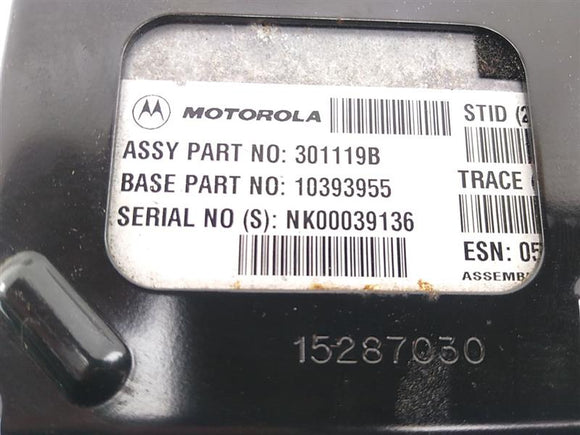 MOTOROLA
ASSY PART NO: 301119B
BASE PART NO: 10393955
SERIAL NO (S): NK00039136
STID (2
TRACE
ESN: 05
ASSEMB
15287030